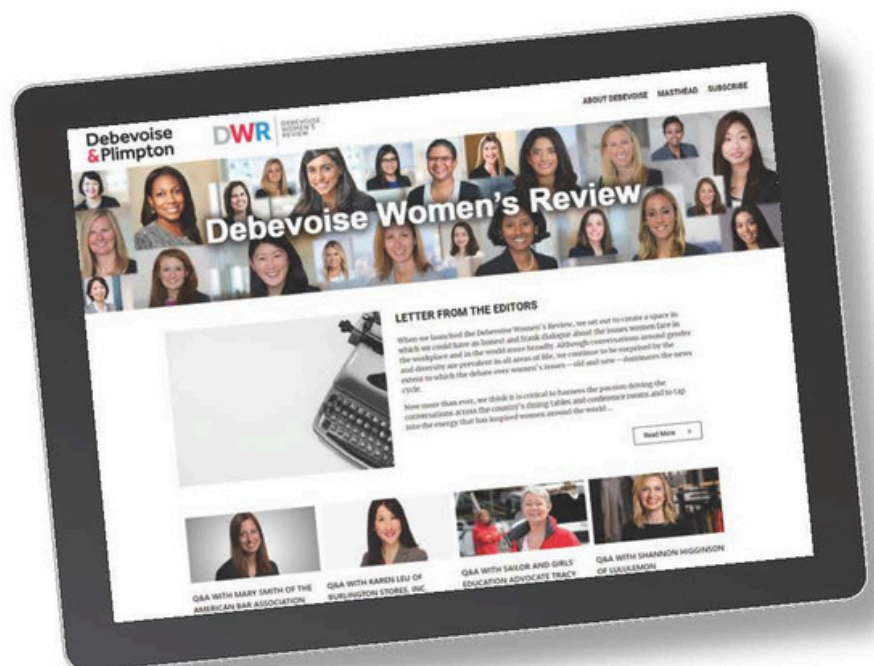 Debevoise
&Plimpton
DWR
DEBEVOISE
WOMEN'S
REVIEW
ABOUT DEBEVOISE MASTHEAD SUBSCRIBE
Debevoise Women's Review
LETTER FROM THE EDITORS
When we launched the Debevoise Women's Review, we set out to create a space in
which we could have an honest and frank dialogue about the issues women face in
the workplace and in the world more broadly. Although conversations around gender
and diversity are prevalent in all areas of life, we continue to be surprised by the
extent to which the debate over women's issues—old and new—dominates the news
cycle.
Now more than ever, we think it is critical to harness the passion driving the
conversations across the country's dining tables and conference rooms and to tap
into the energy that has inspired women around the world ...
Read More >
Q&A WITH MARY SMITH OF THE
AMERICAN BAR ASSOCIATION
Q&A WITH KAREN LEU OF
BURLINGTON STORES, INC
Q&A WITH SAILOR AND GIRLS'
EDUCATION ADVOCATE TRACY
Q&A WITH SHANNON HIGGINSON
OF LULULEMON